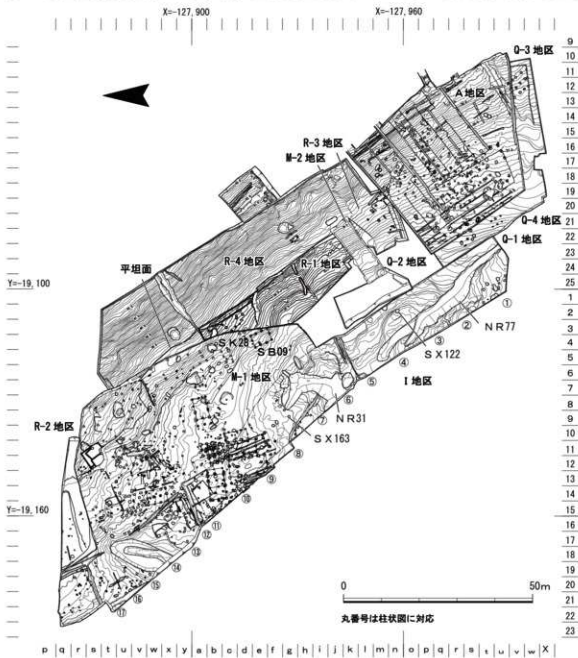 X=-127,900
X=-127,960
Q-3 地区
A 地区
R-3 地区
M-2 地区
Q-4 地区
Q-1 地区
Q-2 地区
R-4 地区
R-1 地区
平坦面
Y=-19,100
①
②
NR77
③
SX122
④
I 地区
⑤
SK28
SB09
M-1 地区
⑥
NR31
⑦
SX163
⑧
R-2 地区
⑨
⑩
Y=-19,160
⑪
⑫
⑬
⑭
⑮
⑯
⑰
0 50m
丸番号は柱状図に対応
9
10
11
12
13
14
15
16
17
18
19
20
21
22
23
24
25
1
2
3
4
5
6
7
8
9
10
11
12
13
14
15
16
17
18
19
20
21
22
23
p q r s t u v w x y a b c d e f g h i j k l m n o p q r s t u v w X